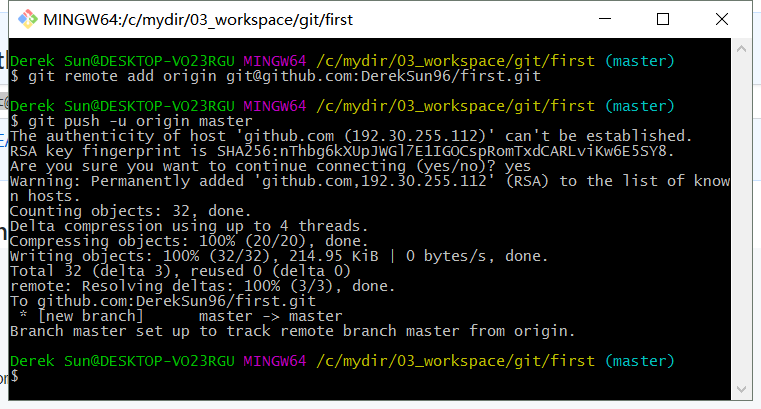 MINGW64:/c/mydir/03_workspace/git/first
Derek Sun@DESKTOP-VO23RGU MINGW64 /c/mydir/03_workspace/git/first (master)
$ git remote add origin git@github.com:DerekSun96/first.git
Derek Sun@DESKTOP-VO23RGU MINGW64 /c/mydir/03_workspace/git/first (master)
$ git push -u origin master
The authenticity of host 'github.com (192.30.255.112)' can't be established.
RSA key fingerprint is SHA256:nThbg6kXUpJWGl7E1IGOCspRomTxdCARLviKw6E5SY8.
Are you sure you want to continue connecting (yes/no)? yes
Warning: Permanently added 'github.com,192.30.255.112' (RSA) to the list of know
n hosts.
Counting objects: 32, done.
Delta compression using up to 4 threads.
Compressing objects: 100% (20/20), done.
Writing objects: 100% (32/32), 214.95 KiB | 0 bytes/s, done.
Total 32 (delta 3), reused 0 (delta 0)
remote: Resolving deltas: 100% (3/3), done.
To github.com:DerekSun96/first.git
 * [new branch]      master -> master
Branch master set up to track remote branch master from origin.
Derek Sun@DESKTOP-VO23RGU MINGW64 /c/mydir/03_workspace/git/first (master)
$